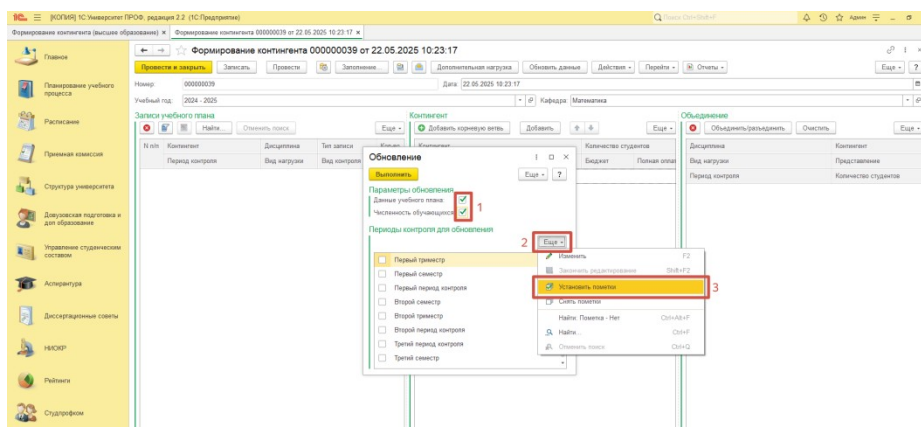 [КОПИЯ] 1С:Университет ПРОФ, редакция 2.2 (1С:Предприятие)
Поиск Ctrl+Shift+F
Админ
Формирование контингента (высшее образование) ×
Формирование контингента 000000039 от 22.05.2025 10:23:17 ×
Главное
Планирование учебного процесса
Расписание
Приемная комиссия
Структура университета
Довузовская подготовка и доп образование
Управление студенческим составом
Аспирантура
Диссертационные советы
НИОКР
Рейтинги
Студпрофком
Формирование контингента 000000039 от 22.05.2025 10:23:17
Провести и закрыть
Записать
Провести
Заполнение...
Дополнительная нагрузка
Обновить данные
Действия
Перейти
Отчеты
Еще
?
Номер: 000000039
Дата: 22.05.2025 10:23:17
Учебный год: 2024 - 2025
Кафедра: Математика
Записи учебного плана
Найти...
Отменить поиск
Еще
N п/п
Контингент
Дисциплина
Тип записи
Период контроля
Вид нагрузки
Вид контроля
Контингент
Добавить корневую ветвь
Добавить
Еще
Контингент
Количество студентов
Бюджет
Объединение
Объединить/разъединить
Очистить
Еще
Дисциплина
Контингент
Вид нагрузки
Представление
Период контроля
Количество студентов
Обновление
Выполнить
Еще
?
Параметры обновления
Данные учебного плана:
Численность обучающихся:
1
Периоды контроля для обновления
2
Еще
Первый триместр
Первый семестр
Первый период контроля
Второй семестр
Второй триместр
Второй период контроля
Третий период контроля
Третий семестр
Изменить F2
Закончить редактирование Shift+F2
Установить пометки
3
Снять пометки
Найти: Пометка - Нет Ctrl+Alt+F
Найти... Ctrl+F
Отменить поиск Ctrl+Q